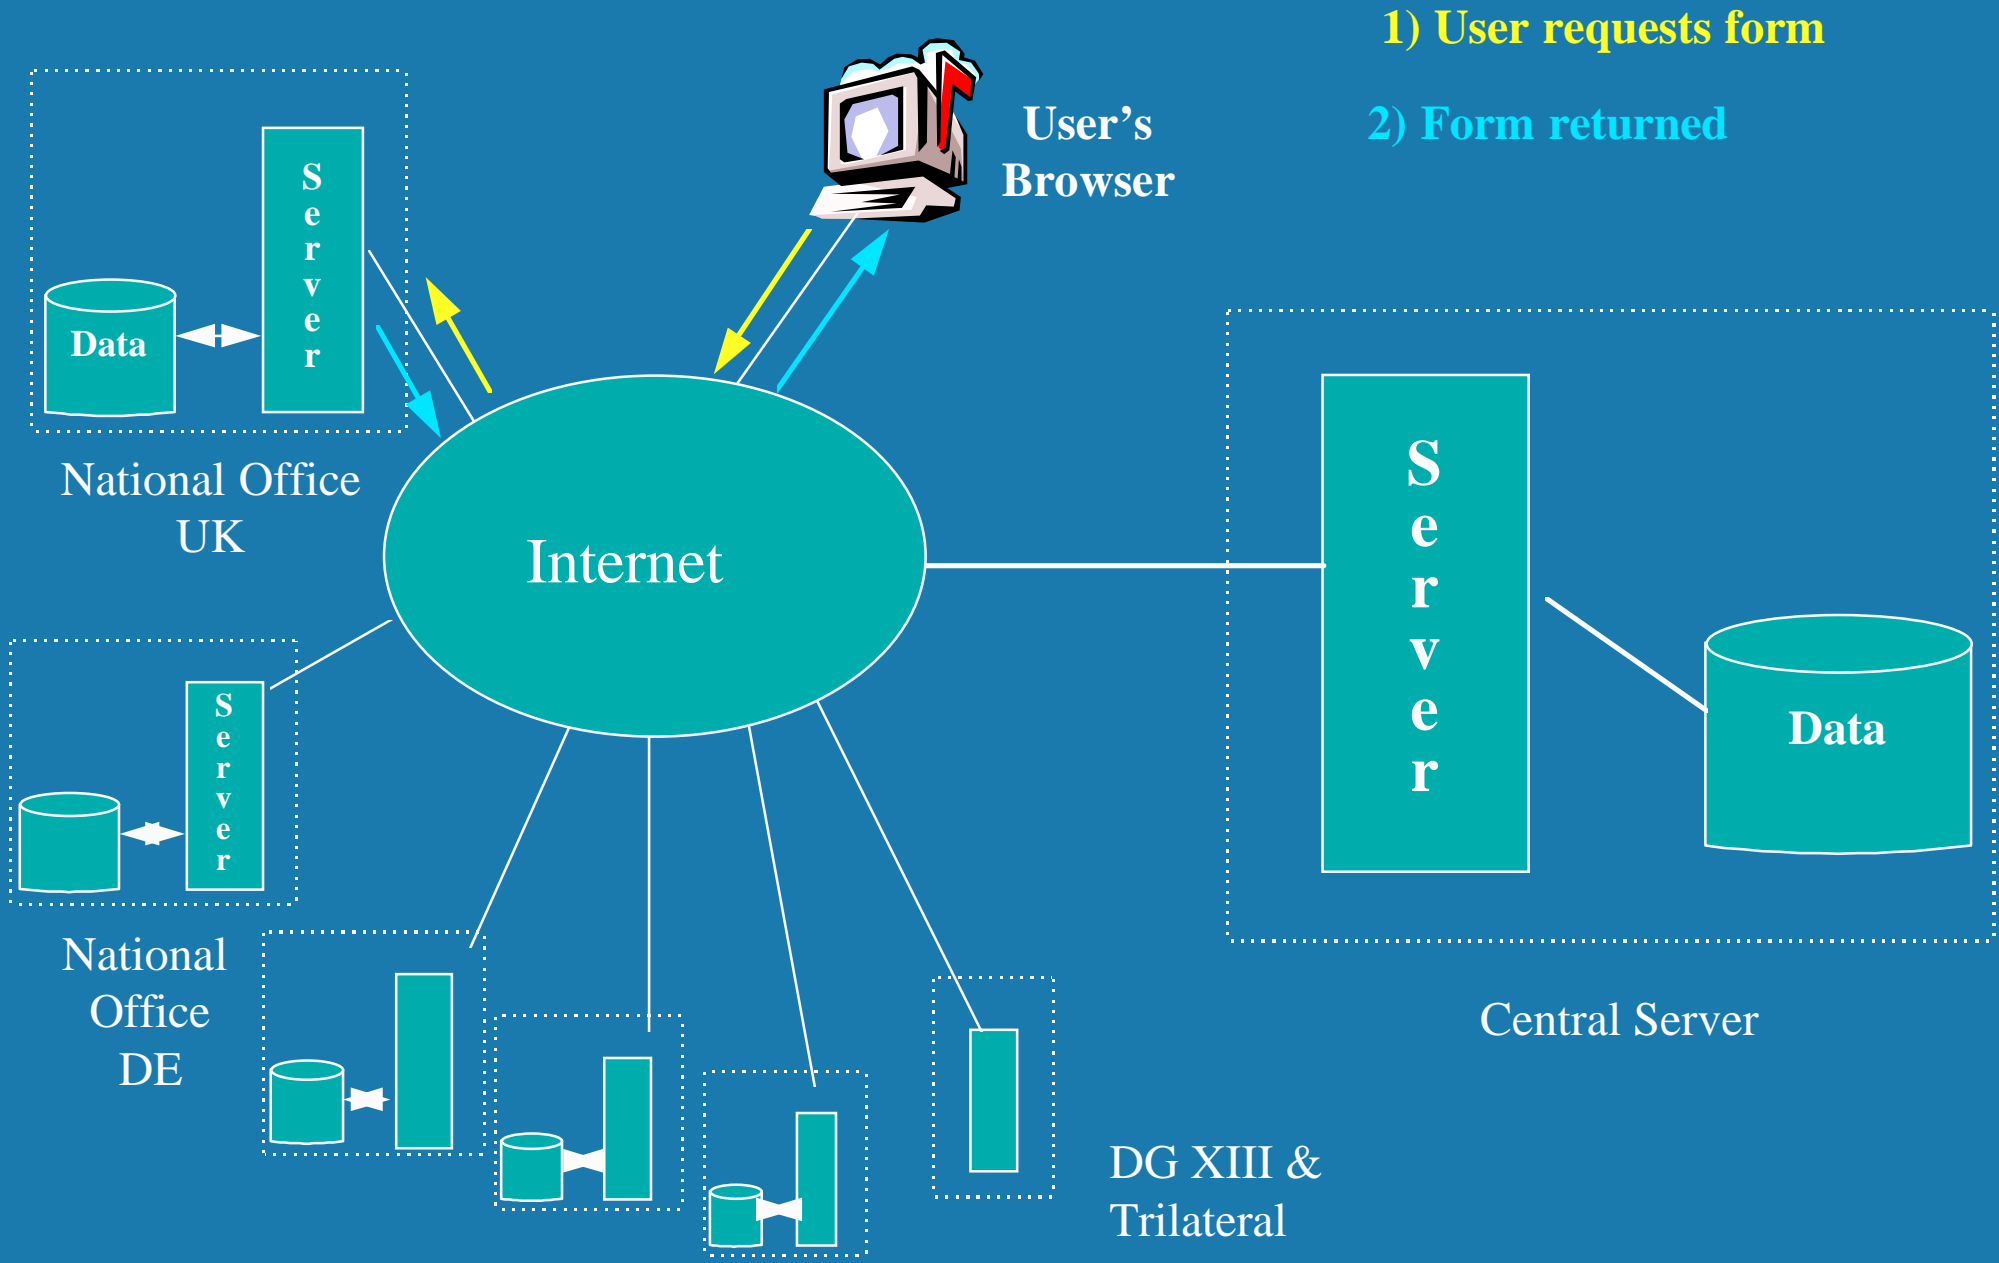 1) User requests form
2) Form returned
User’s
Browser
S
e
r
v
e
r
Data
National Office
UK
Internet
S
e
r
v
e
r
Data
Central Server
S
e
r
v
e
r
National
Office
DE
DG XIII &
Trilateral